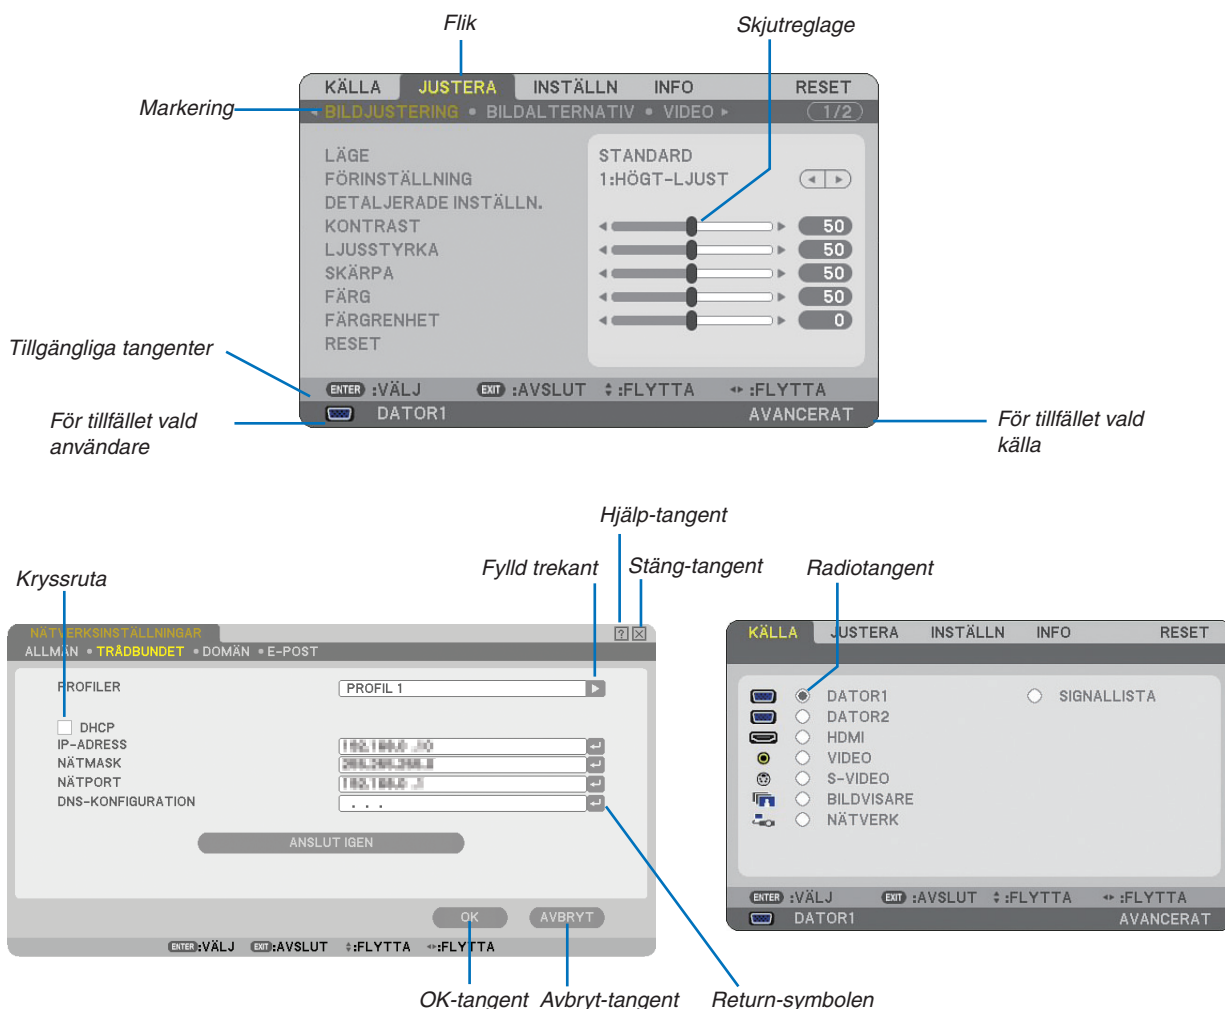 Flik
Skjutreglage
KÄLLA JUSTERA INSTÄLLN INFO RESET
Markering
BILDJUSTERING • BILDALTERNATIV • VIDEO 1/2
LÄGE STANDARD
FÖRINSTÄLLNING 1:HÖGT-LJUST
DETALJERADE INSTÄLLN.
KONTRAST 50
LJUSSTYRKA 50
SKÄRPA 50
FÄRG 50
FÄRGRENHET 0
RESET
Tillgängliga tangenter
ENTER :VÄLJ EXIT :AVSLUT :FLYTTA :FLYTTA
DATOR1 AVANCERAT
För tillfället vald
användare
För tillfället vald
källa
Hjälp-tangent
Kryssruta
Fylld trekant
Stäng-tangent
Radiotangent
NÄTVERKSINSTÄLLNINGAR ?
ALLMÄN • TRÅDBUNDET • DOMÄN • E-POST
PROFILER PROFIL 1
DHCP
IP-ADRESS
NÄTMASK
NÄTPORT
DNS-KONFIGURATION . . .
ANSLUT IGEN
OK AVBRYT
ENTER:VÄLJ EXIT:AVSLUT :FLYTTA :FLYTTA
KÄLLA JUSTERA INSTÄLLN INFO RESET
DATOR1 SIGNALLISTA
DATOR2
HDMI
VIDEO
S-VIDEO
BILDVISARE
NÄTVERK
ENTER :VÄLJ EXIT :AVSLUT :FLYTTA :FLYTTA
DATOR1 AVANCERAT
OK-tangent
Avbryt-tangent
Return-symbolen